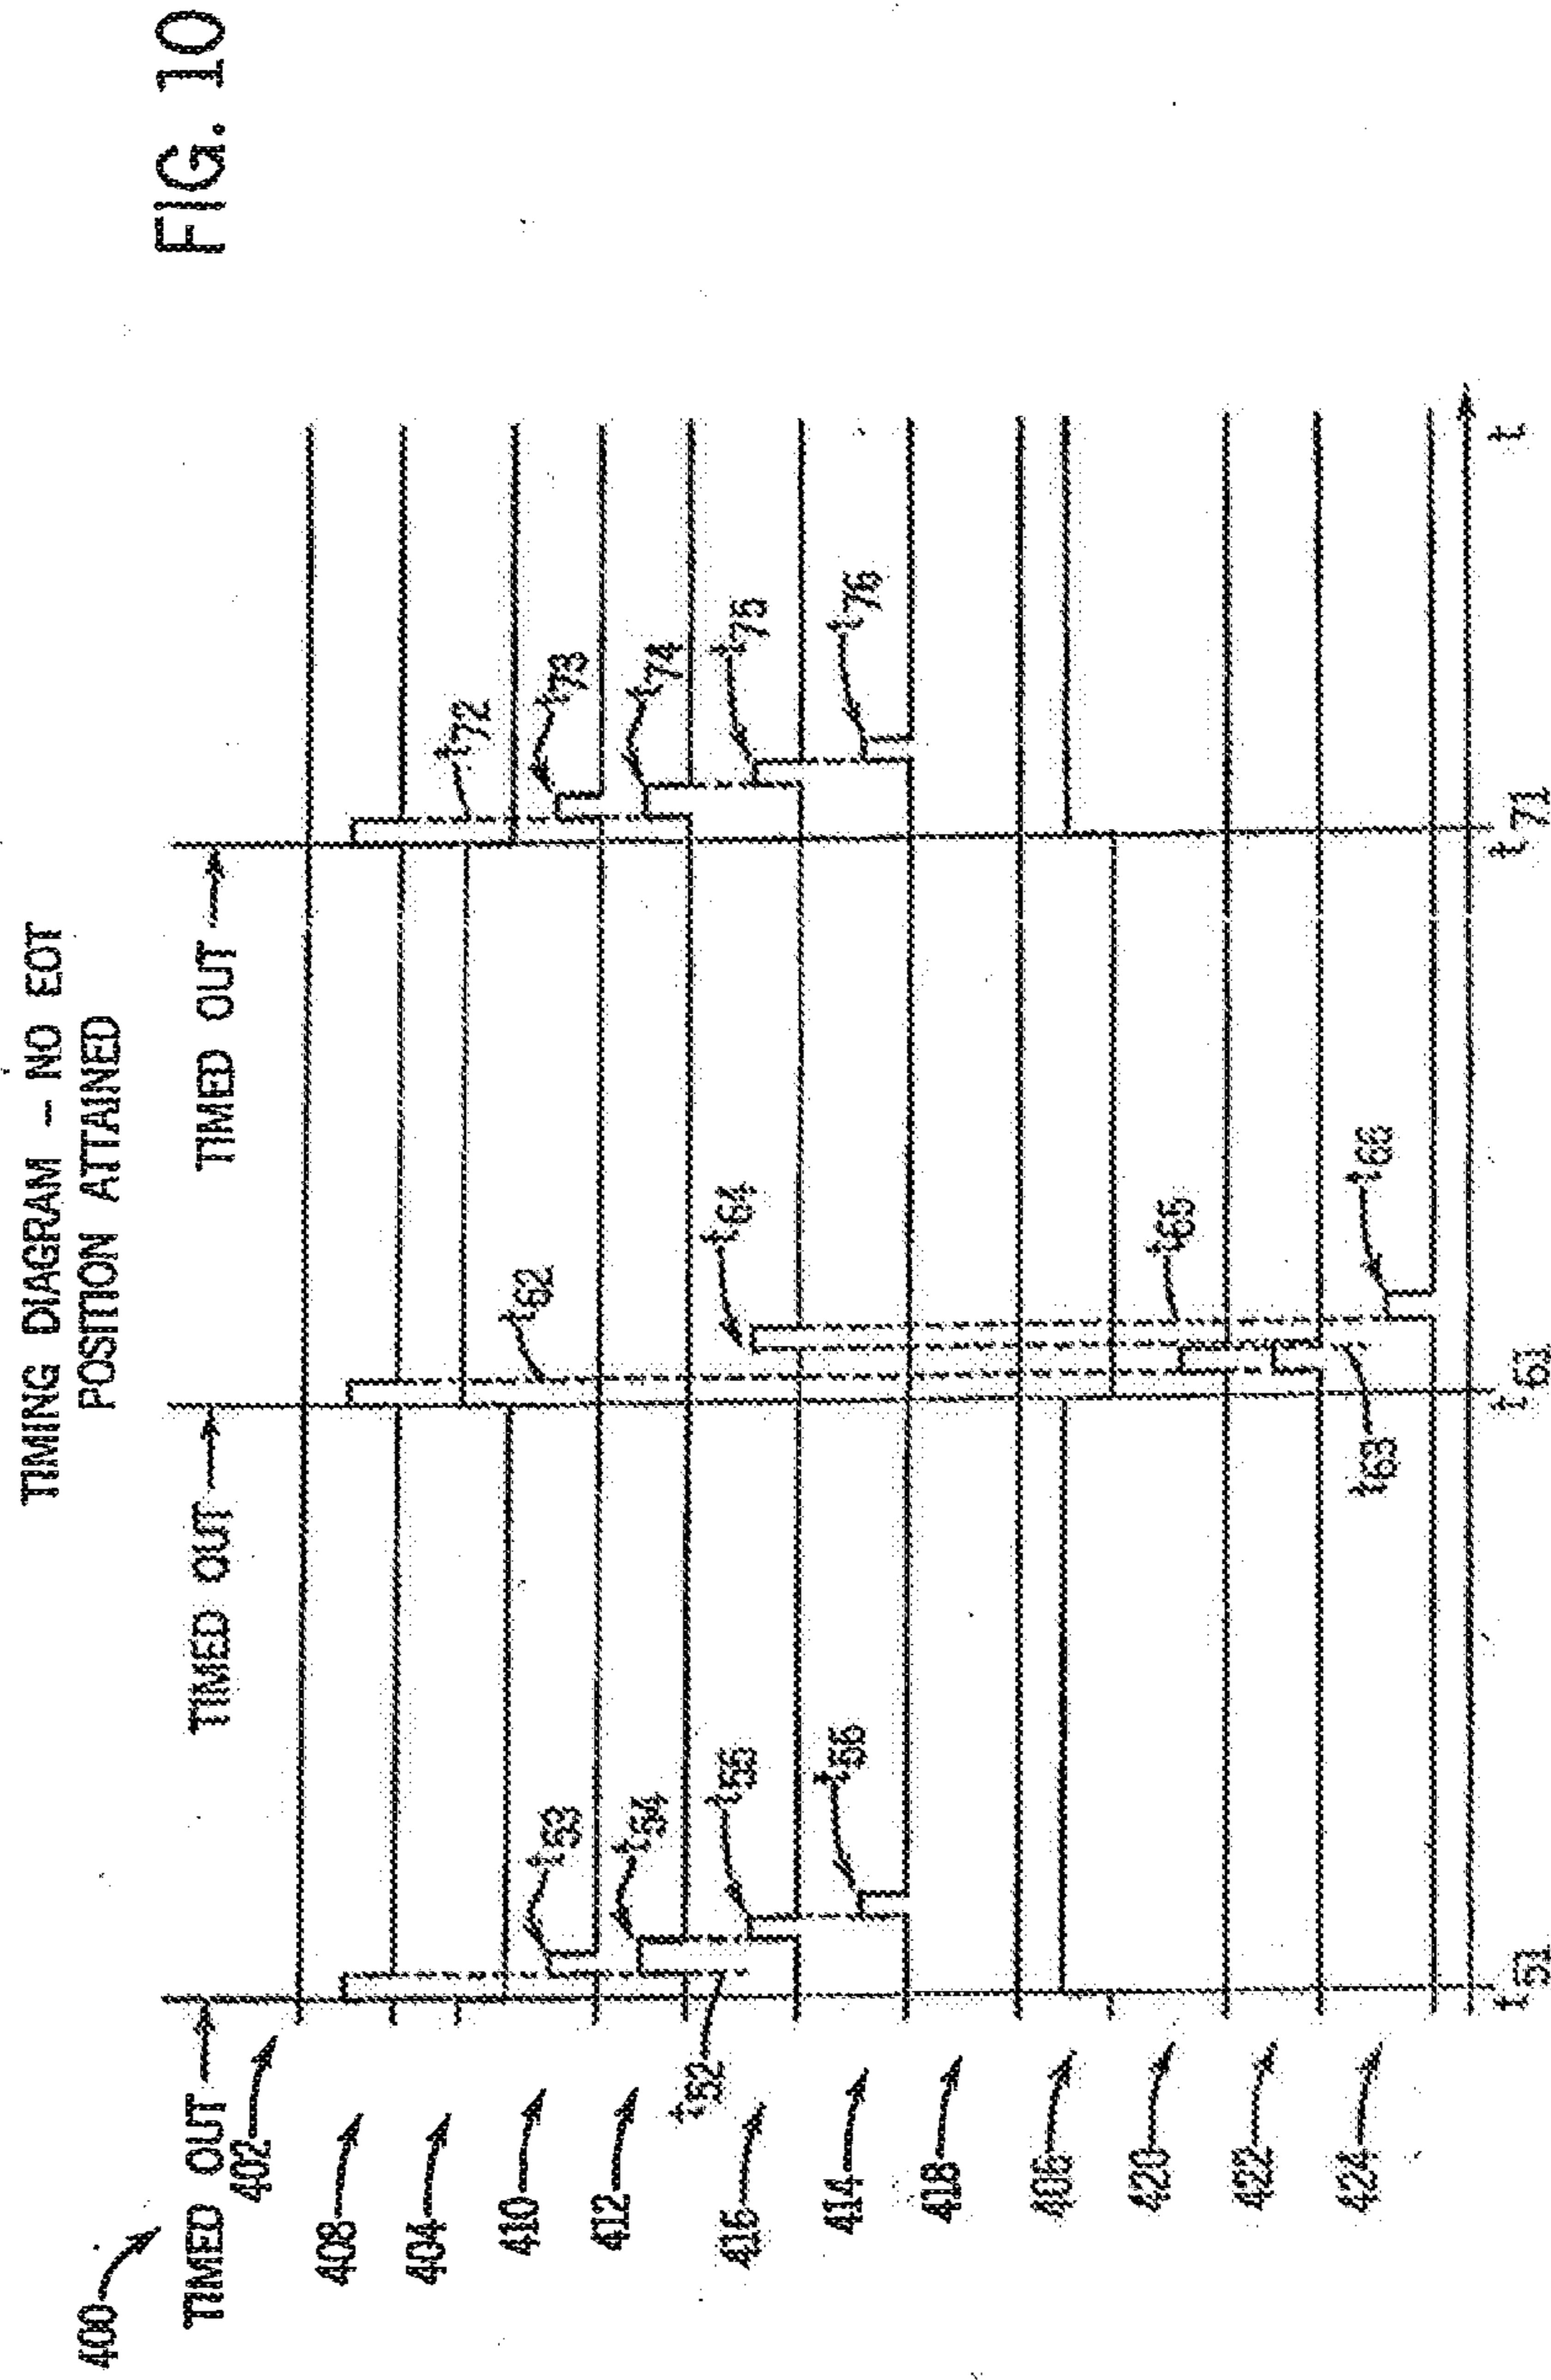 TIMING DIAGRAM - NO EOT
POSITION ATTAINED
FIG. 10
400
TIMED OUT
TIMED OUT
TIMED OUT
402
408
404
410
412
416
414
418
406
420
422
424
t52
t53
t54
t55
t56
t62
t64
t65
t66
t63
t72
t73
t74
t75
t76
t51
t61
t71
t